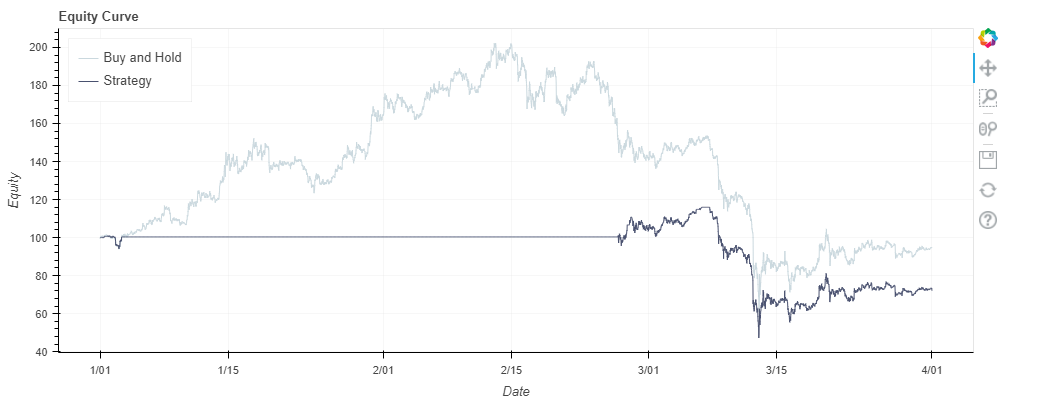 Equity Curve
Buy and Hold
Strategy
200
180
160
140
120
100
80
60
40
Equity
1/01 1/15 2/01 2/15 3/01 3/15 4/01
Date
?